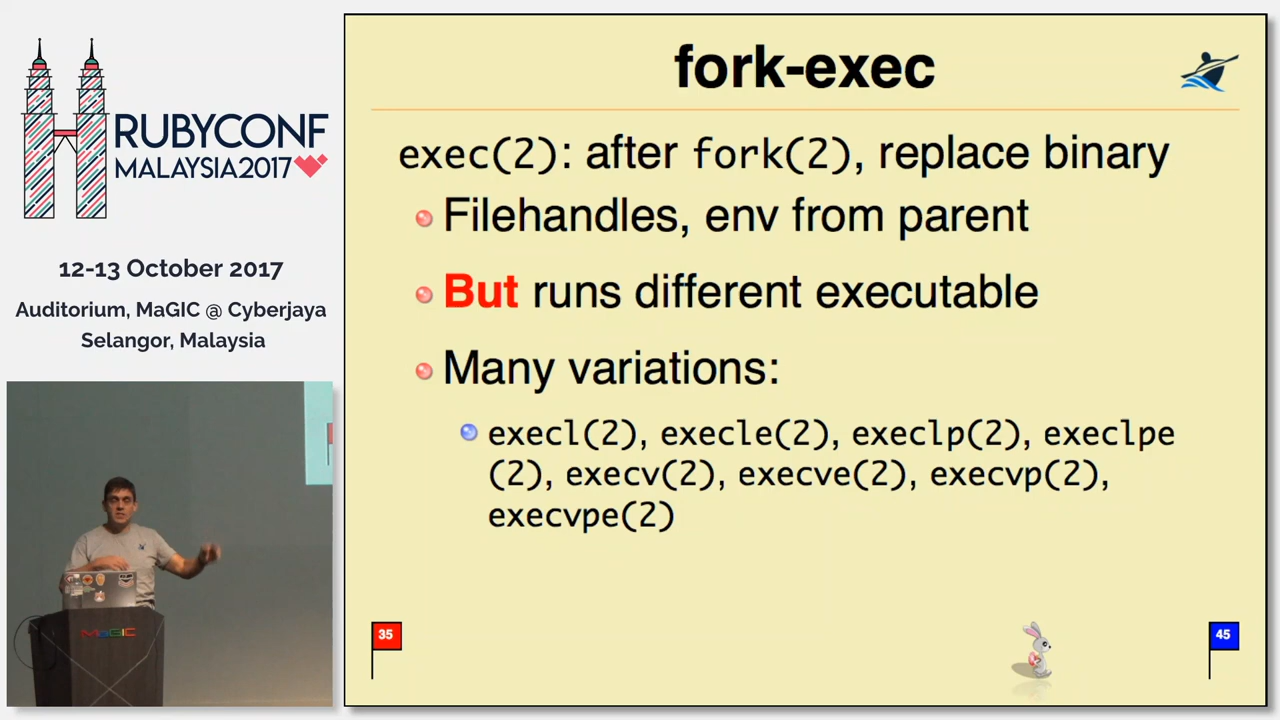 RUBYCONF
MALAYSIA2017
12-13 October 2017
Auditorium, MaGIC @ Cyberjaya
Selangor, Malaysia
MaGIC
fork-exec
exec(2): after fork(2), replace binary
Filehandles, env from parent
But runs different executable
Many variations:
execl(2), execle(2), execlp(2), execlpe
(2), execv(2), execve(2), execvp(2),
execvpe(2)
35
45